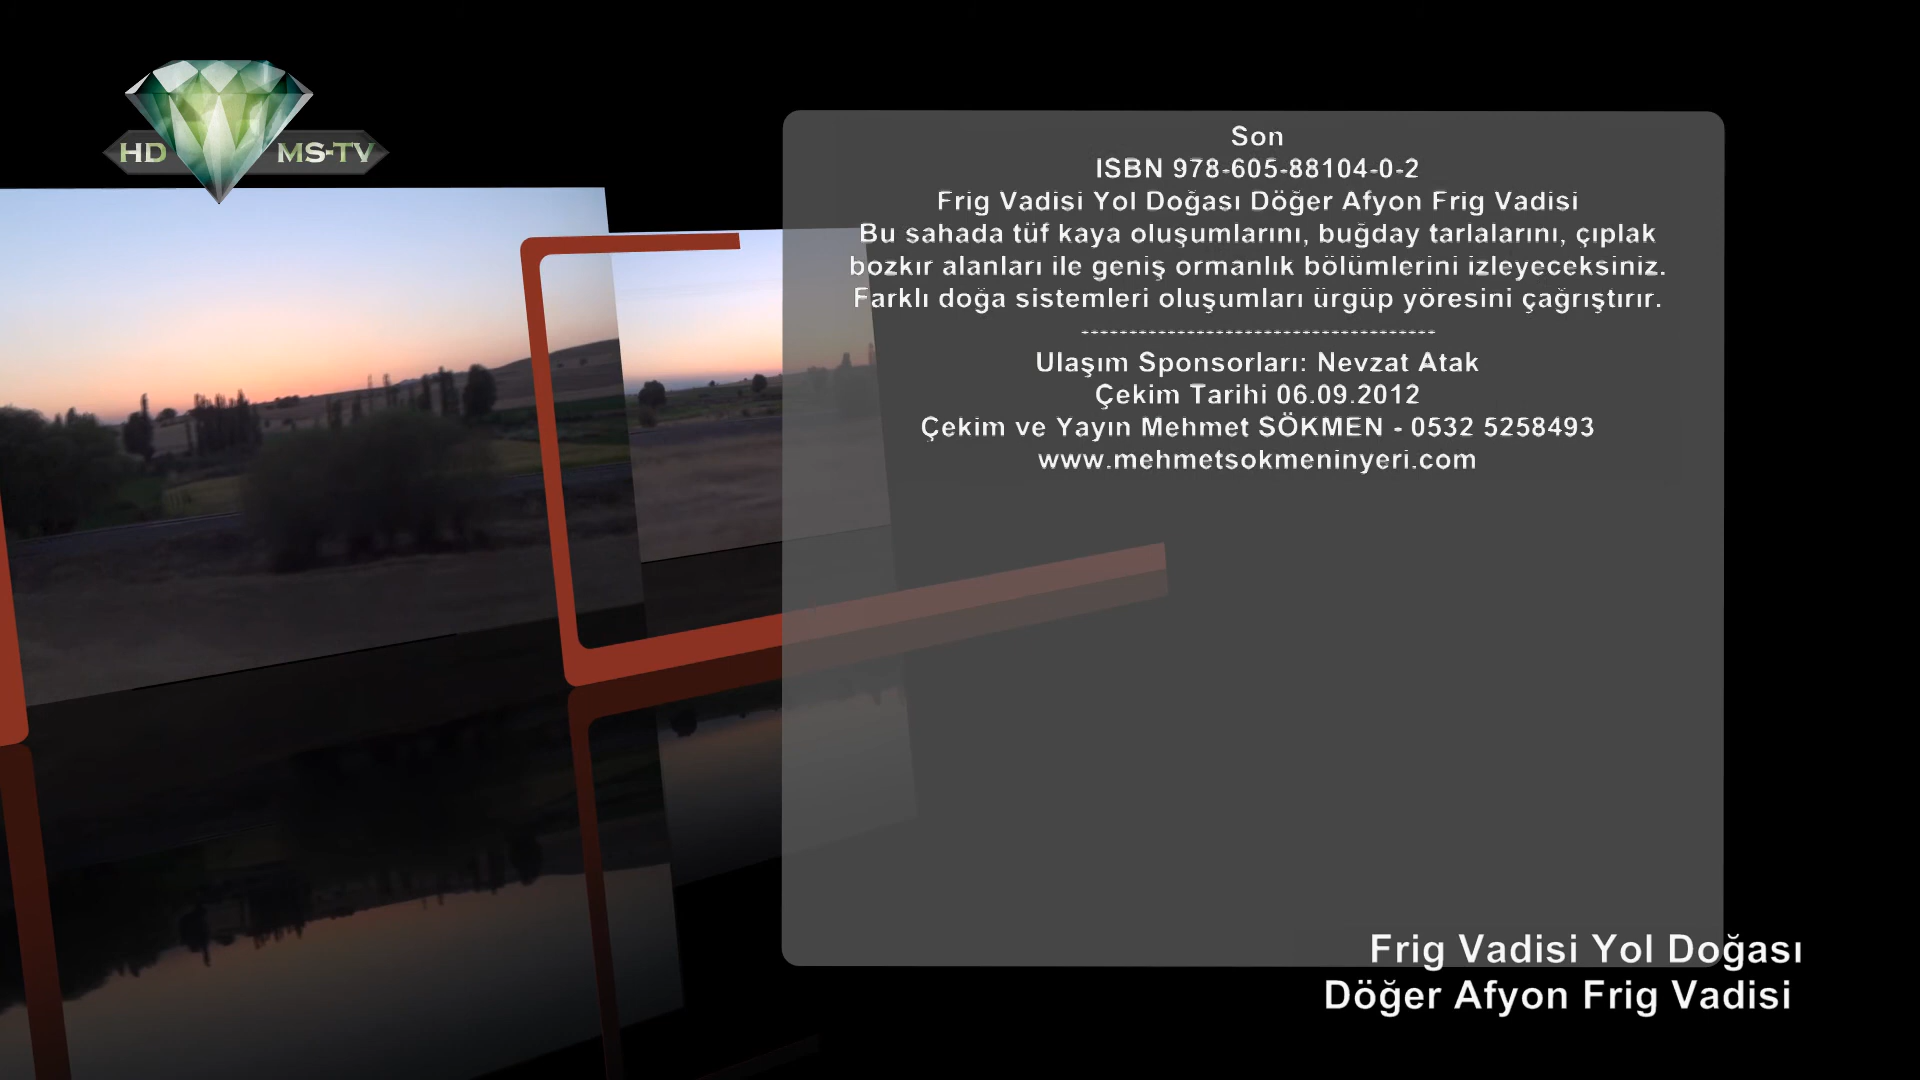 HD MS-TV
Son
ISBN 978-605-88104-0-2
Frig Vadisi Yol Doğası Döğer Afyon Frig Vadisi
Bu sahada tüf kaya oluşumlarını, buğday tarlalarını, çıplak
bozkır alanları ile geniş ormanlık bölümlerini izleyeceksiniz.
Farklı doğa sistemleri oluşumları ürgüp yöresini çağrıştırır.
-------------------------------------
Ulaşım Sponsorları: Nevzat Atak
Çekim Tarihi 06.09.2012
Çekim ve Yayın Mehmet SÖKMEN - 0532 5258493
www.mehmetsokmeninyeri.com
Frig Vadisi Yol Doğası
Döğer Afyon Frig Vadisi